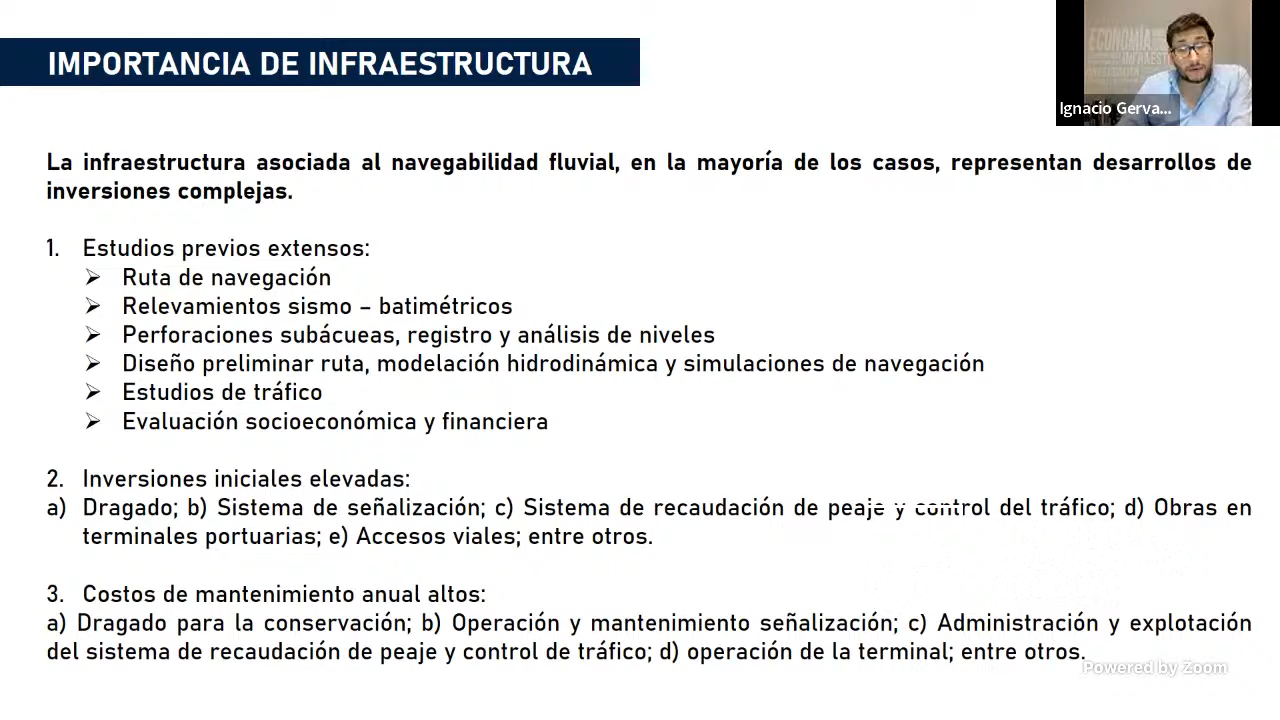 IMPORTANCIA DE INFRAESTRUCTURA
ECONOMÍA
Ignacio Gerva...
La infraestructura asociada al navegabilidad fluvial, en la mayoría de los casos, representan desarrollos de
inversiones complejas.
1. Estudios previos extensos:
➢ Ruta de navegación
➢ Relevamientos sismo – batimétricos
➢ Perforaciones subácueas, registro y análisis de niveles
➢ Diseño preliminar ruta, modelación hidrodinámica y simulaciones de navegación
➢ Estudios de tráfico
➢ Evaluación socioeconómica y financiera
2. Inversiones iniciales elevadas:
a) Dragado; b) Sistema de señalización; c) Sistema de recaudación de peaje y control del tráfico; d) Obras en
terminales portuarias; e) Accesos viales; entre otros.
3. Costos de mantenimiento anual altos:
a) Dragado para la conservación; b) Operación y mantenimiento señalización; c) Administración y explotación
del sistema de recaudación de peaje y control de tráfico; d) operación de la terminal; entre otros.
Powered by Zoom